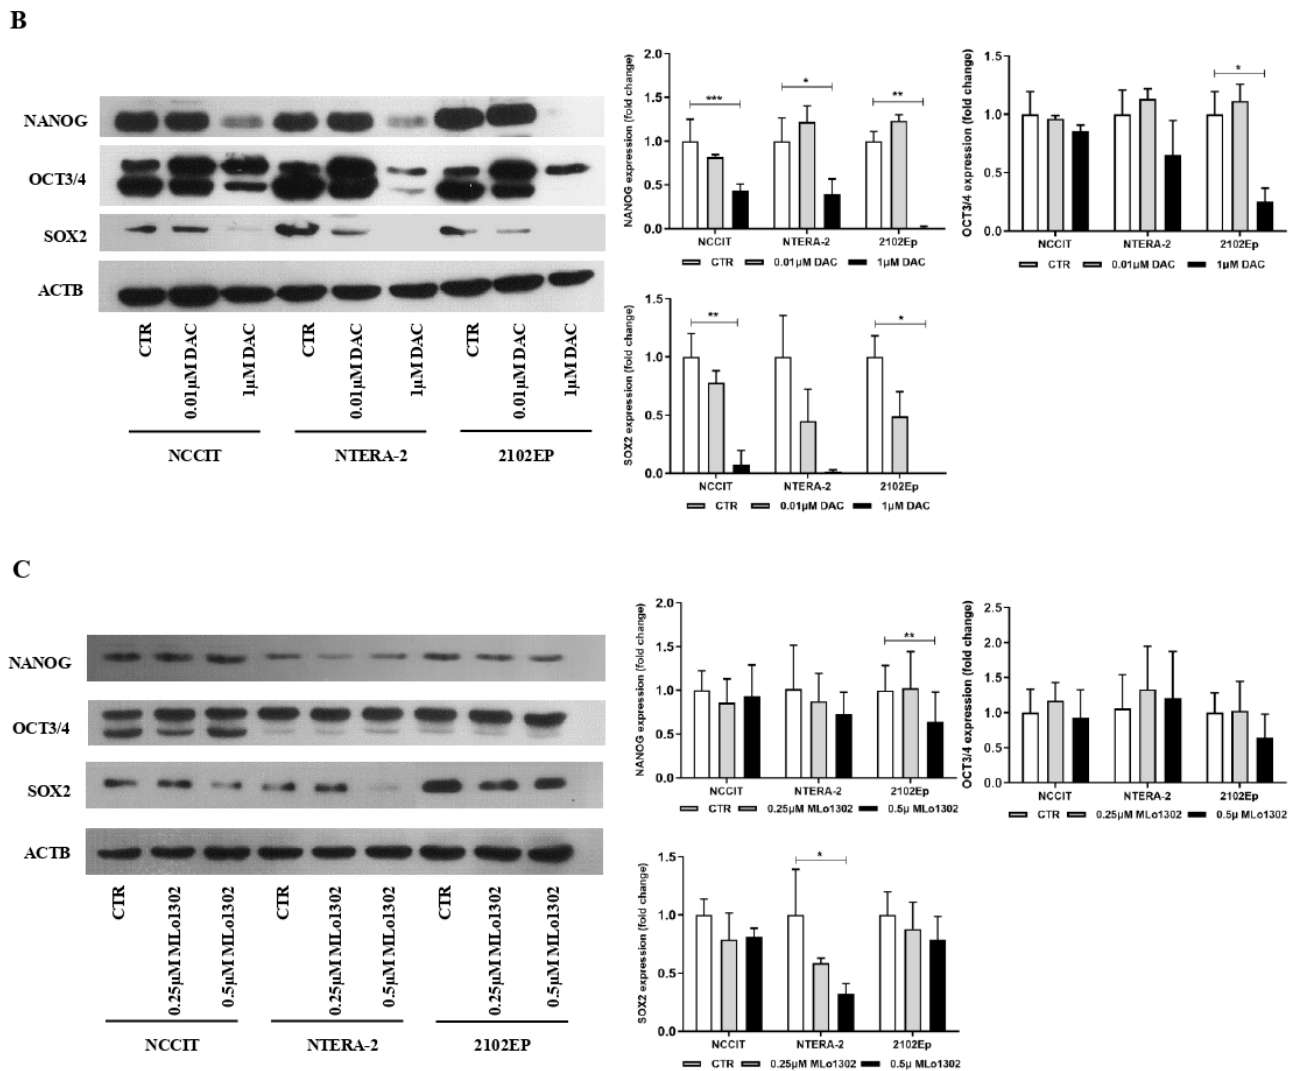 B
NANOG
OCT3/4
SOX2
ACTB
CTR
0.01µM DAC
1µM DAC
CTR
0.01µM DAC
1µM DAC
CTR
0.01µM DAC
1µM DAC
NCCIT
NTERA-2
2102EP
NANOG expression (fold change)
2.0
1.5
1.0
0.5
0.0
***
*
**
NCCIT NTERA-2 2102Ep
CTR 0.01µM DAC 1µM DAC
OCT3/4 expression (fold change)
1.5
1.0
0.5
0.0
*
NCCIT NTERA-2 2102Ep
CTR 0.01µM DAC 1µM DAC
SOX2 expression (fold change)
1.5
1.0
0.5
0.0
**
*
NCCIT NTERA-2 2102Ep
CTR 0.01µM DAC 1µM DAC
C
NANOG
OCT3/4
SOX2
ACTB
CTR
0.25µM MLo1302
0.5µM MLo1302
CTR
0.25µM MLo1302
0.5µM MLo1302
CTR
0.25µM MLo1302
0.5µM MLo1302
NCCIT
NTERA-2
2102EP
NANOG expression (fold change)
2.0
1.5
1.0
0.5
0.0
**
NCCIT NTERA-2 2102Ep
CTR 0.25µM MLo1302 0.5µ MLo1302
OCT3/4 expression (fold change)
2.5
2.0
1.5
1.0
0.5
0.0
NCCIT NTERA-2 2102Ep
CTR 0.25µM MLo1302 0.5µ MLo1302
SOX2 expression (fold change)
1.5
1.0
0.5
0.0
*
NCCIT NTERA-2 2102Ep
CTR 0.25µM MLo1302 0.5µ MLo1302